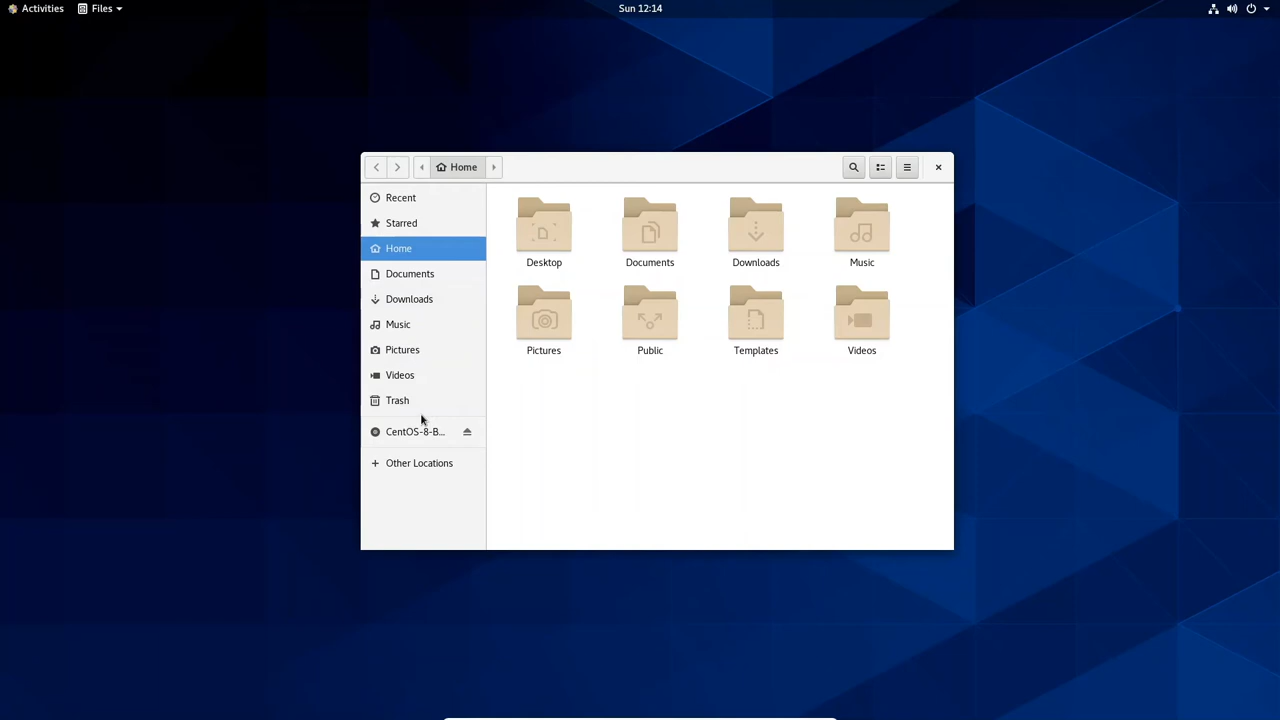 Activities
Files
Sun 12:14
Home
Recent
Starred
Home
Documents
Downloads
Music
Pictures
Videos
Trash
CentOS-8-B...
Other Locations
Desktop
Documents
Downloads
Music
Pictures
Public
Templates
Videos